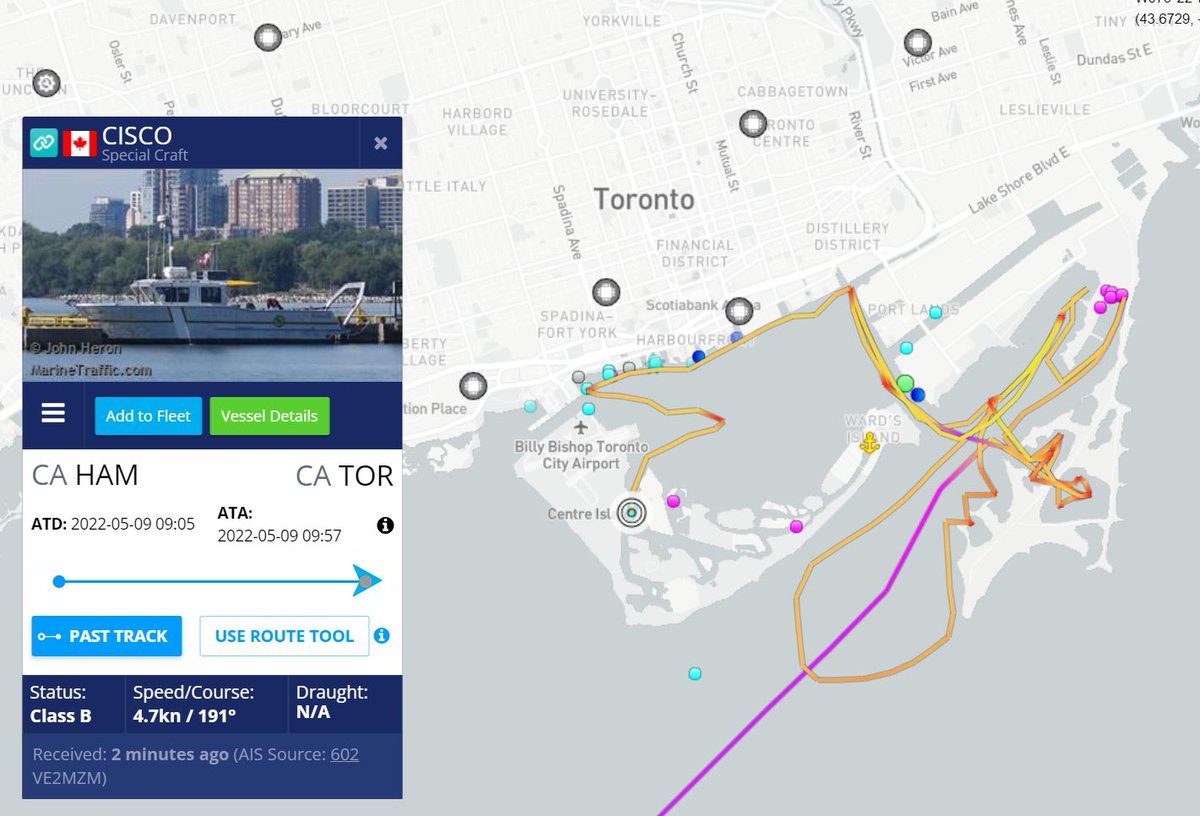 DAVENPORT
YORKVILLE
Bain Ave
TINY
(43.6729, -
ary Ave
Osler St
Church St
Pkwy
Victor Ave
First Ave
Leslie St
Dundas St E
BLOORCOURT
HARBORD
VILLAGE
UNIVERSITY-
ROSEDALE
CABBAGETOWN
RONTO
CENTRE
River St
LESLIEVILLE
Mutual St
Lake Shore Blvd E
CISCO
Special Craft
TTLE ITALY
Spadina Ave
Toronto
FINANCIAL
DISTRICT
DISTILLERY
DISTRICT
© John Heron
MarineTraffic.com
SPADINA-
FORT YORK
Scotiabank A a
PORT LANDS
HARBOURFR
BERTY
LLAGE
tion Place
Add to Fleet
Vessel Details
WARD'S
ISLAND
Billy Bishop Toronto
City Airport
Centre Isl
CA HAM
CA TOR
ATD: 2022-05-09 09:05
ATA:
2022-05-09 09:57
PAST TRACK
USE ROUTE TOOL
Status:
Class B
Speed/Course:
4.7kn / 191°
Draught:
N/A
Received: 2 minutes ago (AIS Source: 602
VE2MZM)